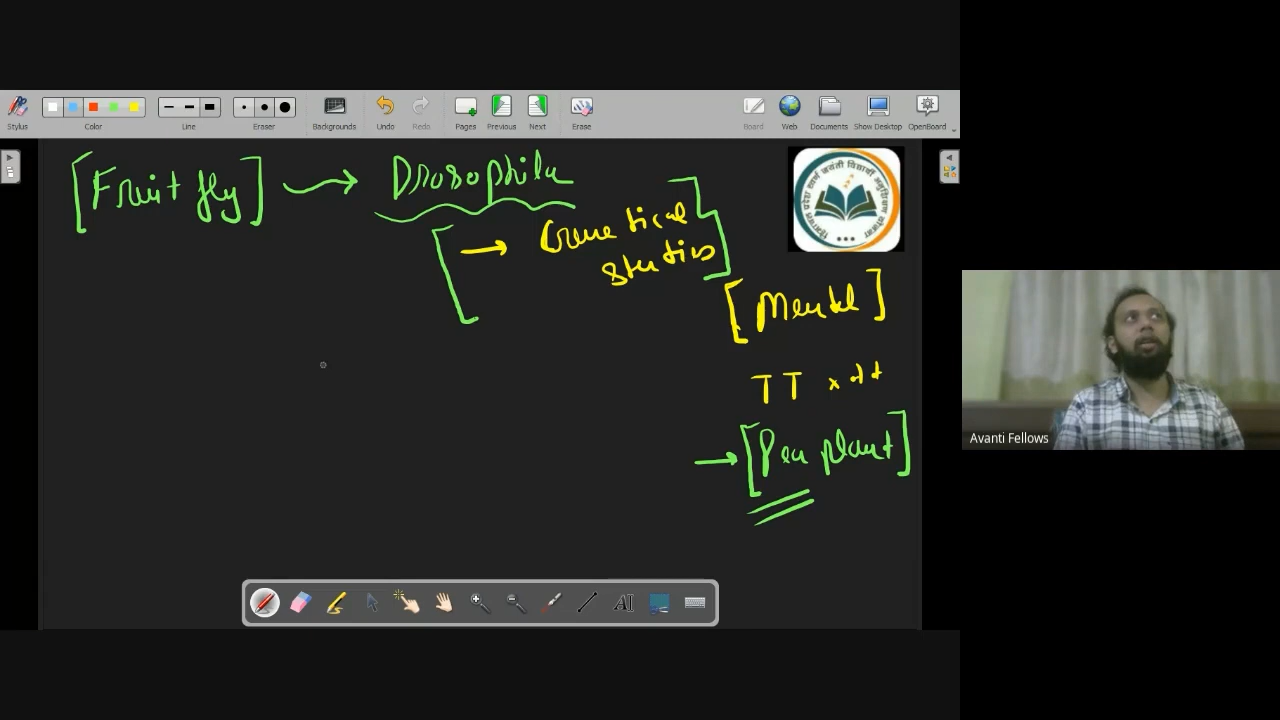 Stylus
Color
Line
Eraser
Backgrounds
Undo
Redo
Pages
Previous
Next
Erase
Board
Web
Documents
Show Desktop
OpenBoard
[Fruit fly] → Drosophila
→ Genetical
studies
[Mendel]
TT x tt
→ [Pea plant]
Avanti Fellows